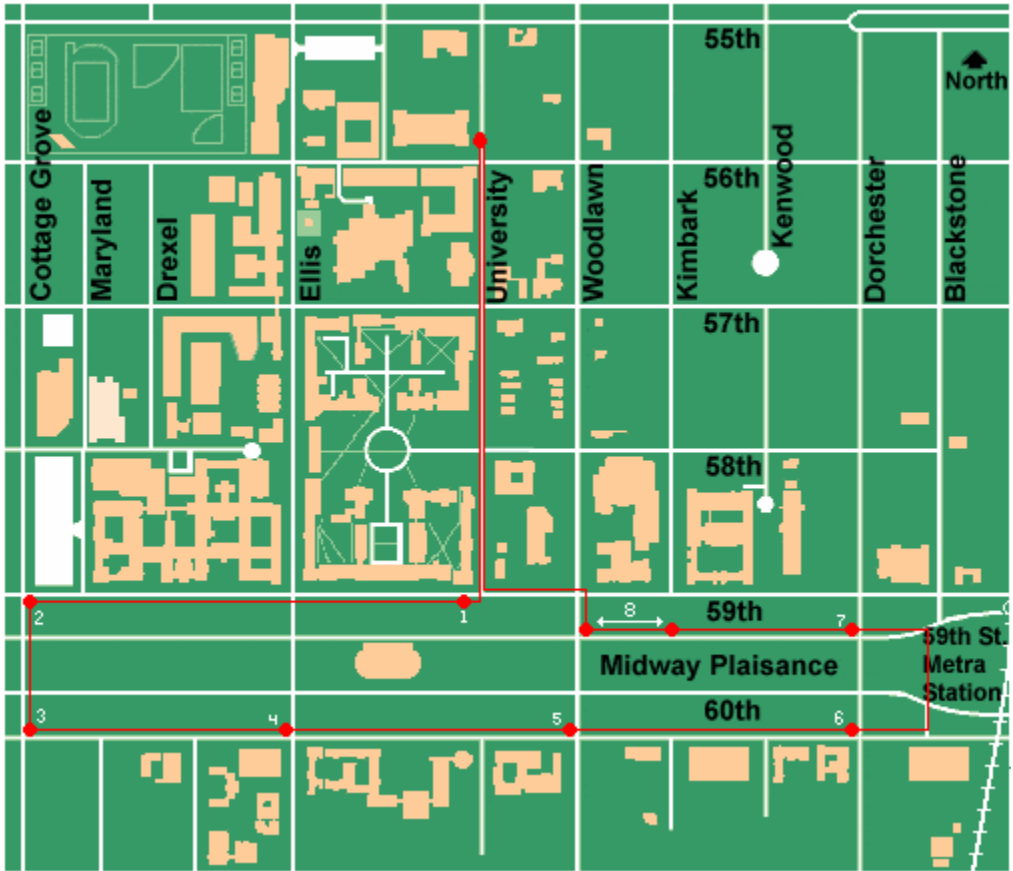 55th
North
Cottage Grove
Maryland
Drexel
Ellis
University
Woodlawn
Kimbark
Kenwood
Dorchester
Blackstone
56th
57th
58th
59th
1
2
8
7
59th St.
Metra
Station
Midway Plaisance
60th
3
4
5
6